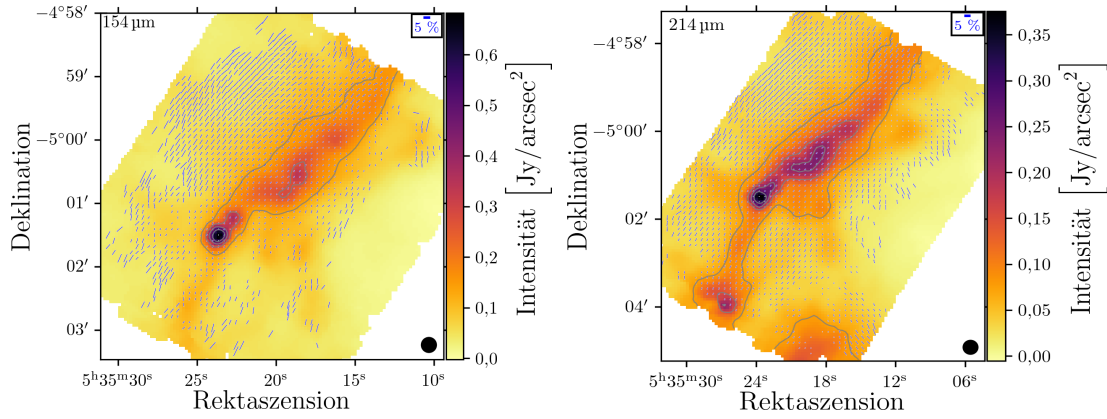 154 μm
5 %
−4°58′
59′
−5°00′
01′
02′
03′
Deklination
5ʰ35ᵐ30ˢ
25ˢ
20ˢ
15ˢ
10ˢ
Rektaszension
0,6
0,5
0,4
0,3
0,2
0,1
0,0
Intensität [Jy/arcsec²]
214 μm
5 %
−4°58′
−5°00′
02′
04′
Deklination
5ʰ35ᵐ30ˢ
24ˢ
18ˢ
12ˢ
06ˢ
Rektaszension
0,35
0,30
0,25
0,20
0,15
0,10
0,05
0,00
Intensität [Jy/arcsec²]